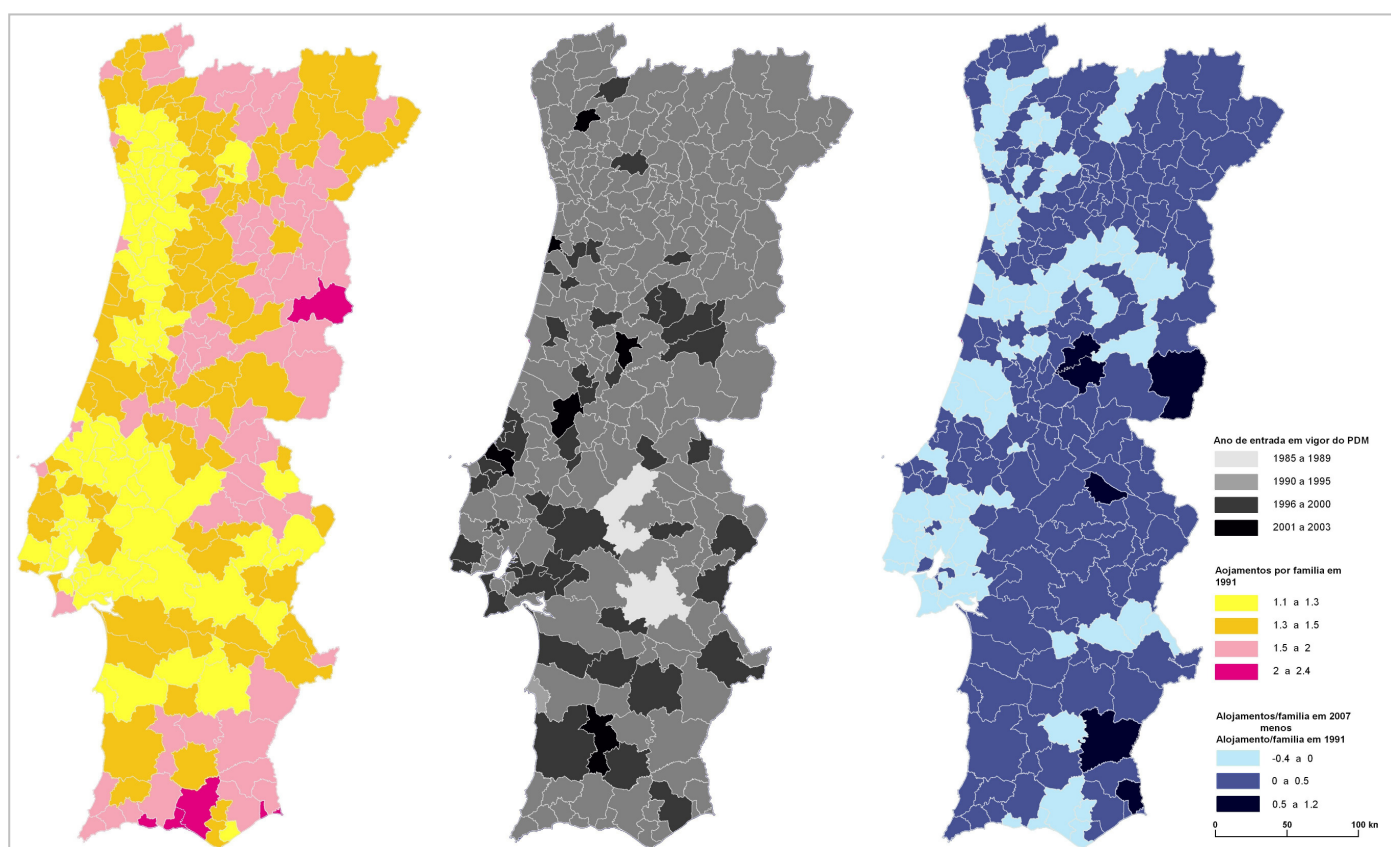 Ano de entrada em vigor do PDM
1985 a 1989
1990 a 1995
1996 a 2000
2001 a 2003
Aojamentos por familia em
1991
1.1 a 1.3
1.3 a 1.5
1.5 a 2
2 a 2.4
Alojamentos/familia em 2007
menos
Alojamento/familia em 1991
-0.4 a 0
0 a 0.5
0.5 a 1.2
0 50 100 kn